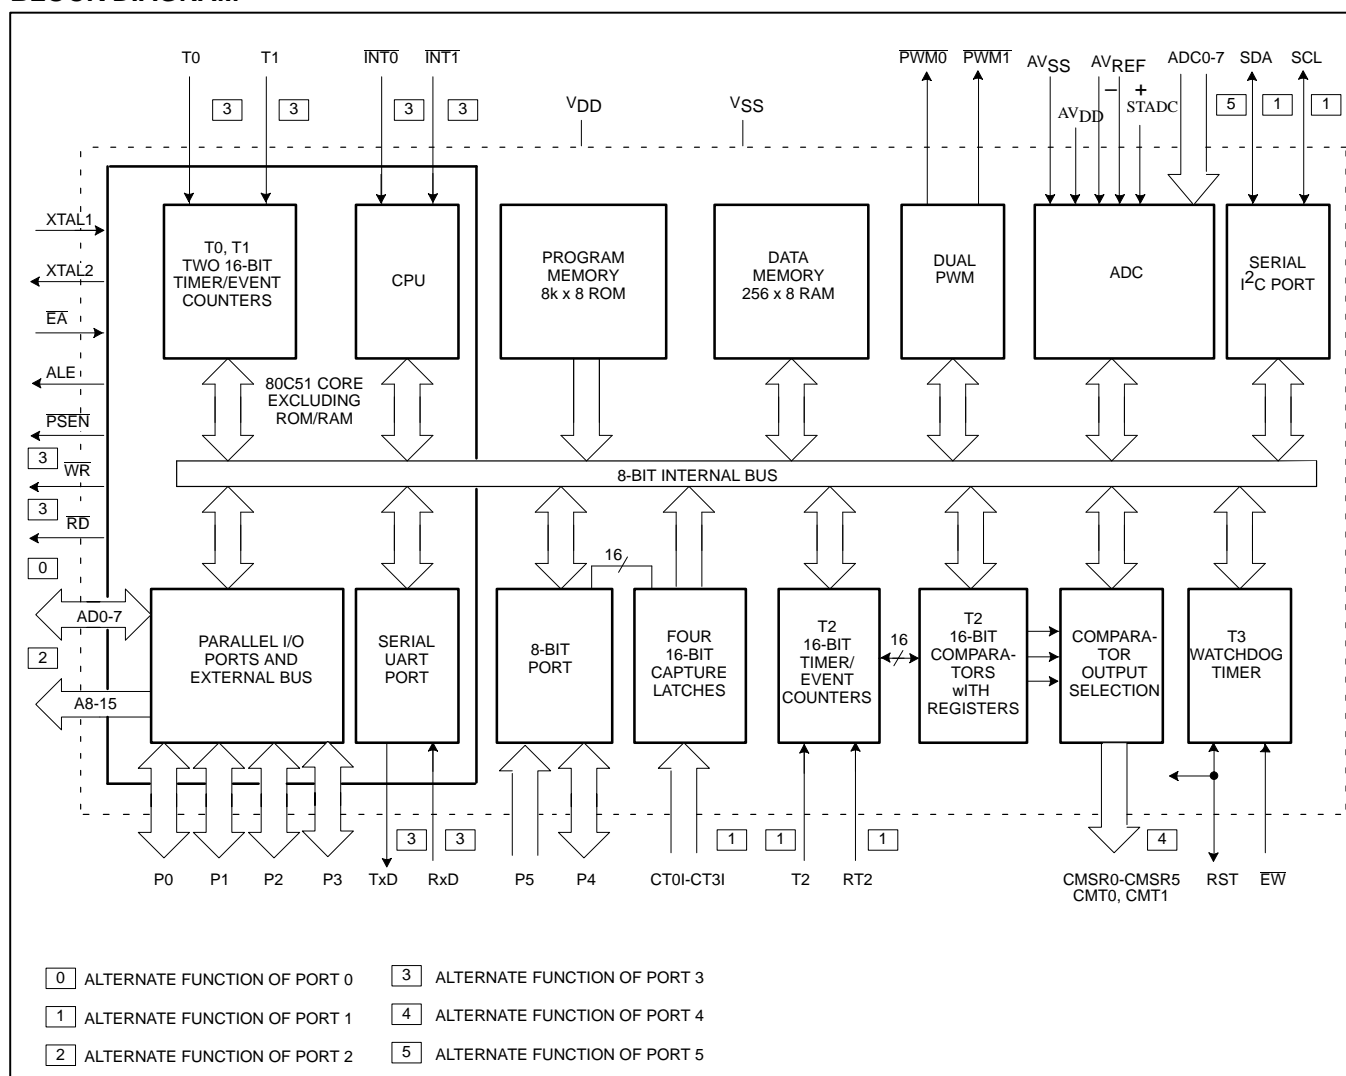 T0 T1 INT0 INT1 PWM0 PWM1 AVSS AVREF ADC0-7 SDA SCL
– + STADC
3 3 3 3 VDD VSS AVDD 5 1 1
XTAL1
XTAL2
EA
ALE
PSEN
3 WR
3 RD
0
AD0-7
2
A8-15
T0, T1
TWO 16-BIT
TIMER/EVENT
COUNTERS
CPU
PROGRAM
MEMORY
8k x 8 ROM
DATA
MEMORY
256 x 8 RAM
DUAL
PWM
ADC
SERIAL
I2C PORT
80C51 CORE
EXCLUDING
ROM/RAM
8-BIT INTERNAL BUS
16
PARALLEL I/O
PORTS AND
EXTERNAL BUS
SERIAL
UART
PORT
8-BIT
PORT
FOUR
16-BIT
CAPTURE
LATCHES
T2
16-BIT
TIMER/
EVENT
COUNTERS
16
T2
16-BIT
COMPARA-
TORS
wITH
REGISTERS
COMPARA-
TOR
OUTPUT
SELECTION
T3
WATCHDOG
TIMER
3 3 1 1 1 4
P0 P1 P2 P3 TxD RxD P5 P4 CT0I-CT3I T2 RT2 CMSR0-CMSR5 RST EW
CMT0, CMT1
0 ALTERNATE FUNCTION OF PORT 0
1 ALTERNATE FUNCTION OF PORT 1
2 ALTERNATE FUNCTION OF PORT 2
3 ALTERNATE FUNCTION OF PORT 3
4 ALTERNATE FUNCTION OF PORT 4
5 ALTERNATE FUNCTION OF PORT 5